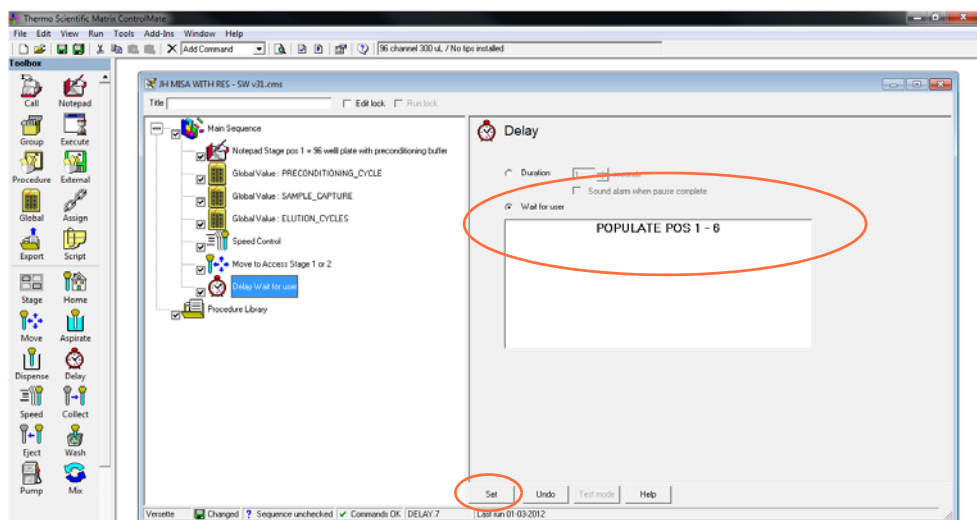 Thermo Scientific Matrix ControlMate
File Edit View Run Tools Add-Ins Window Help
Add Command 96 channel 300 uL / No tips installed
Toolbox
Call Notepad
Group Execute
Procedure External
Global Assign
Export Script
Stage Home
Move Aspirate
Dispense Delay
Speed Collect
Eject Wash
Pump Mix
JH MISA WITH RES - SW v31.cms
Title Edit lock Run lock
Main Sequence
Notepad Stage pos 1 = 96 well plate with preconditioning buffer
Global Value : PRECONDITIONING_CYCLE
Global Value : SAMPLE_CAPTURE
Global Value : ELUTION_CYCLES
Speed Control
Move to Access Stage 1 or 2
Delay Wait for user
Procedure Library
Delay
Duration 1 seconds
Sound alarm when pause complete
Wait for user
POPULATE POS 1 - 6
Set Undo Test mode Help
Versette Changed Sequence unchecked Commands OK DELAY.7 Last run 01-03-2012